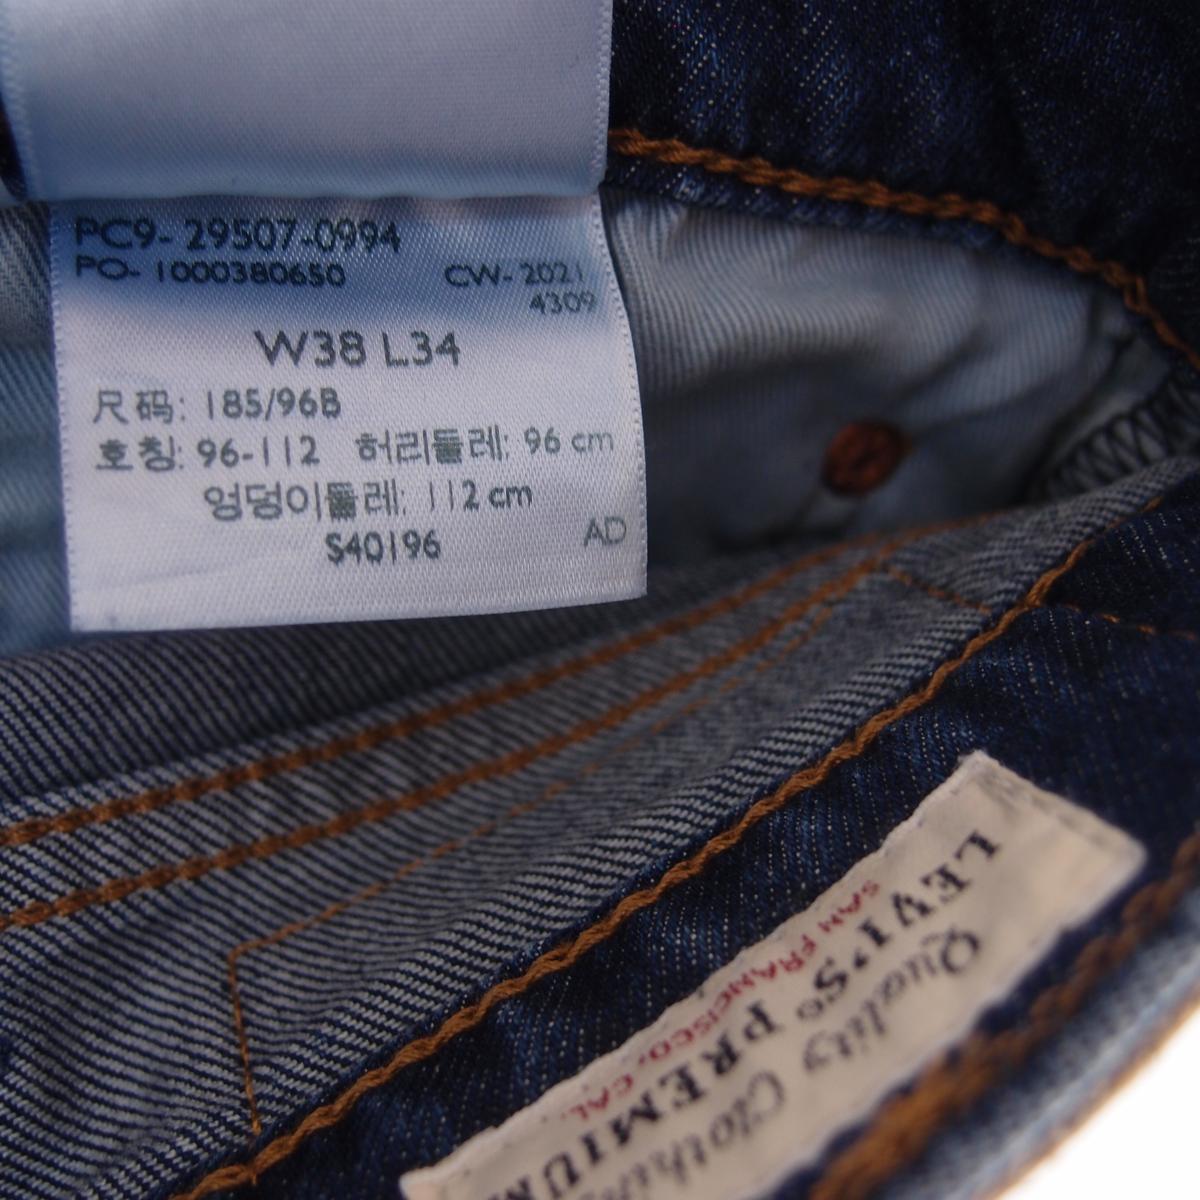 PC9- 29507-0994
PO- 1000380650 CW- 2021
4309
W38 L34
尺码: 185/96B
호칭: 96-112 허리둘레: 96 cm
엉덩이둘레: 112 cm
S40196 AD
LEVI'S® PREMIUM
SAN FRANCISCO, CAL.
Quality Clothing